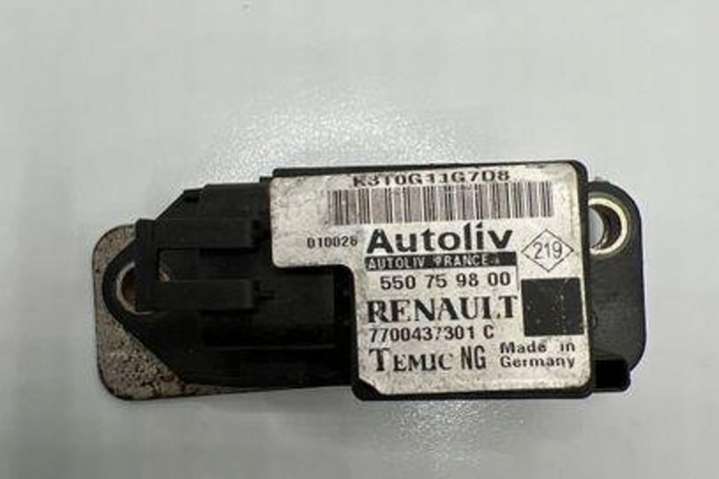 K3T0G11G7D8
010026 Autoliv
AUTOLIV FRANCE
219
550 75 98 00
RENAULT
7700437301 C
TEMIC NG Made in
Germany